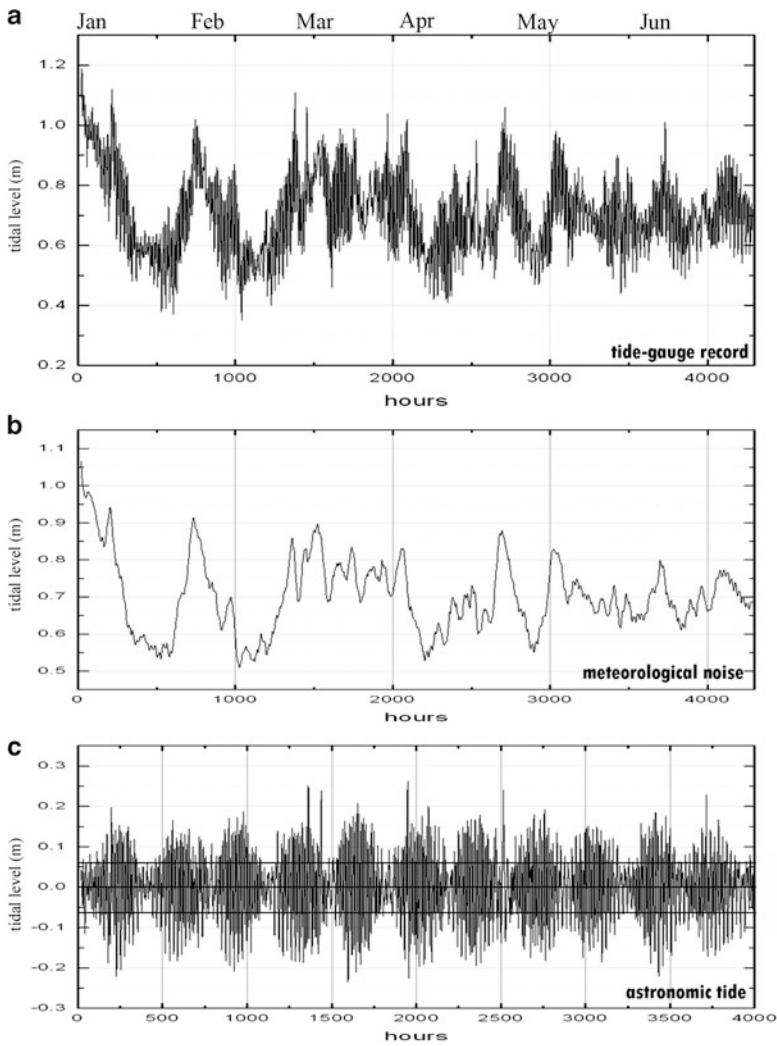 a
Jan Feb Mar Apr May Jun
1.2
1.0
0.8
0.6
0.4
0.2
tidal level (m)
tide-gauge record
0 1000 2000 3000 4000
hours
b
1.1
1.0
0.9
0.8
0.7
0.6
0.5
tidal level (m)
meteorological noise
0 1000 2000 3000 4000
hours
c
0.3
0.2
0.1
0.0
-0.1
-0.2
-0.3
tidal level (m)
astronomic tide
0 500 1000 1500 2000 2500 3000 3500 4000
hours